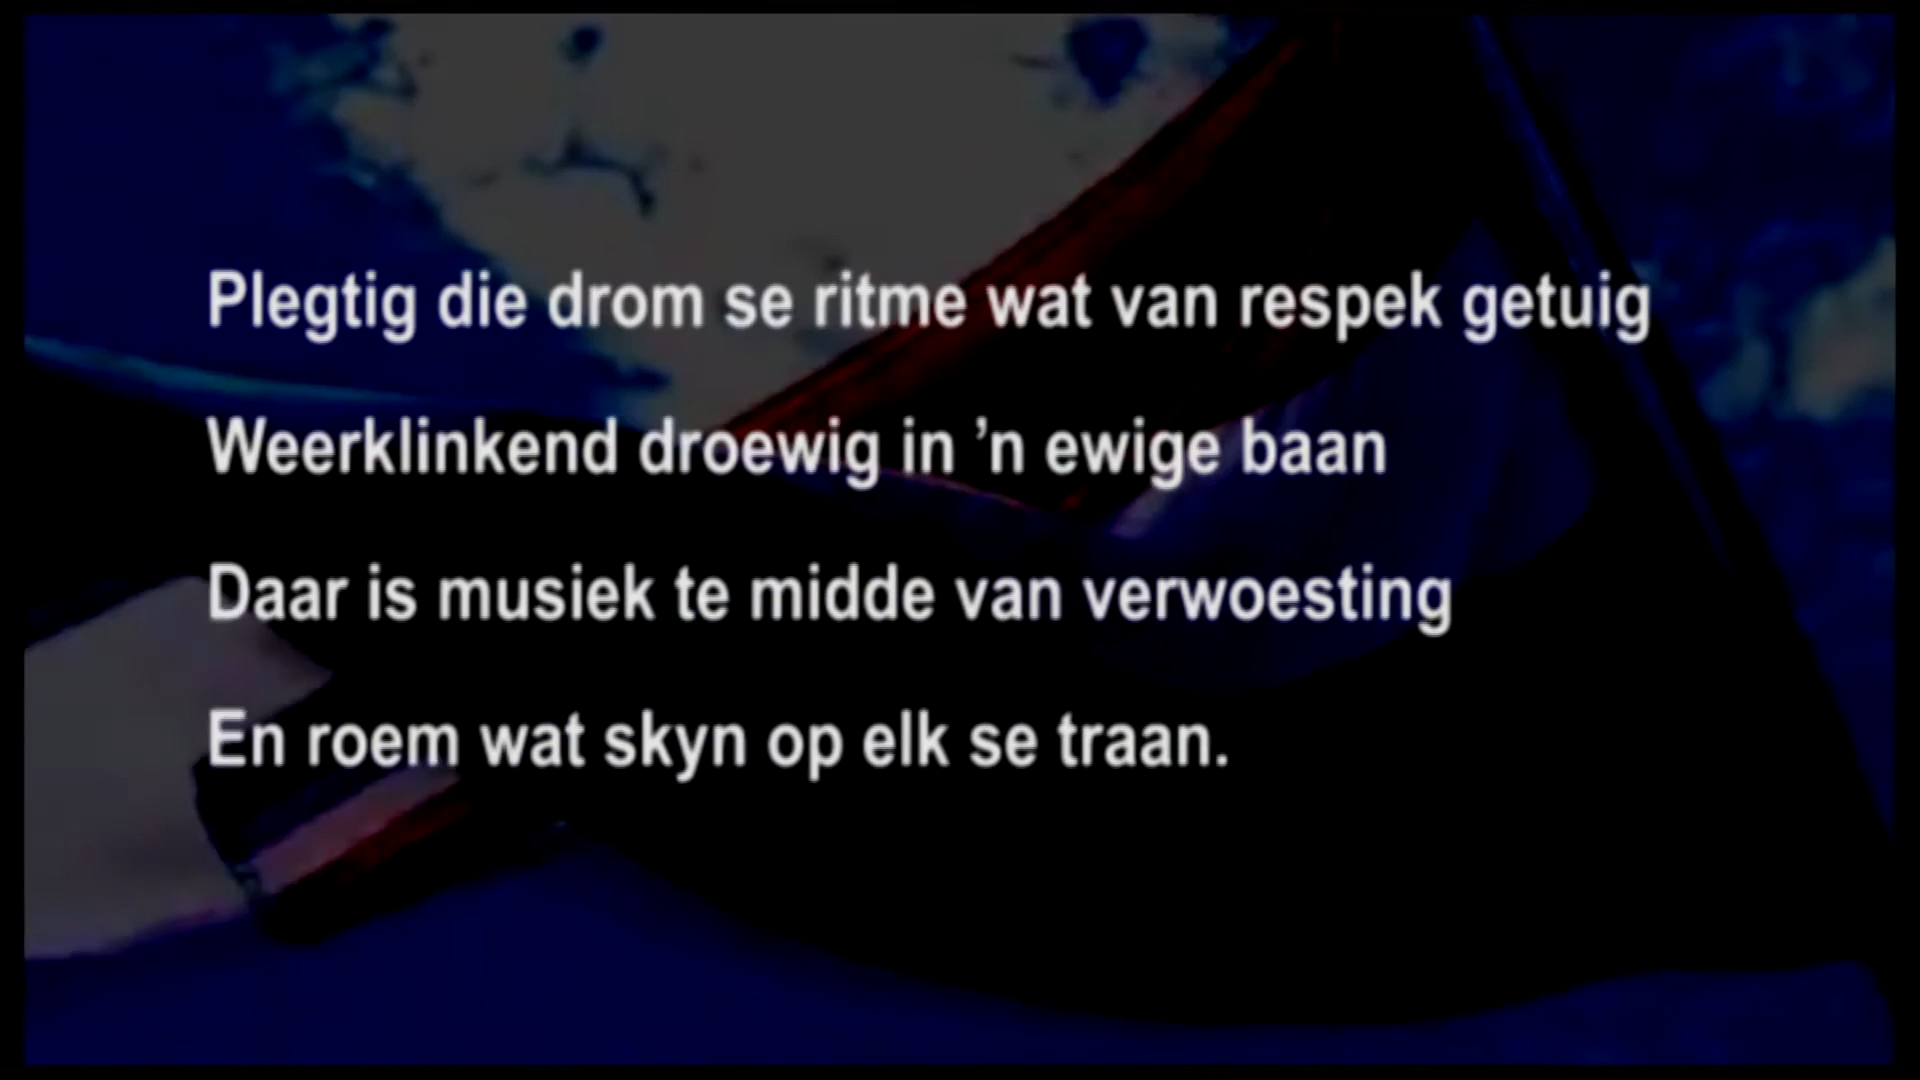 Plegtig die drom se ritme wat van respek getuig
Weerklinkend droewig in ’n ewige baan
Daar is musiek te midde van verwoesting
En roem wat skyn op elk se traan.